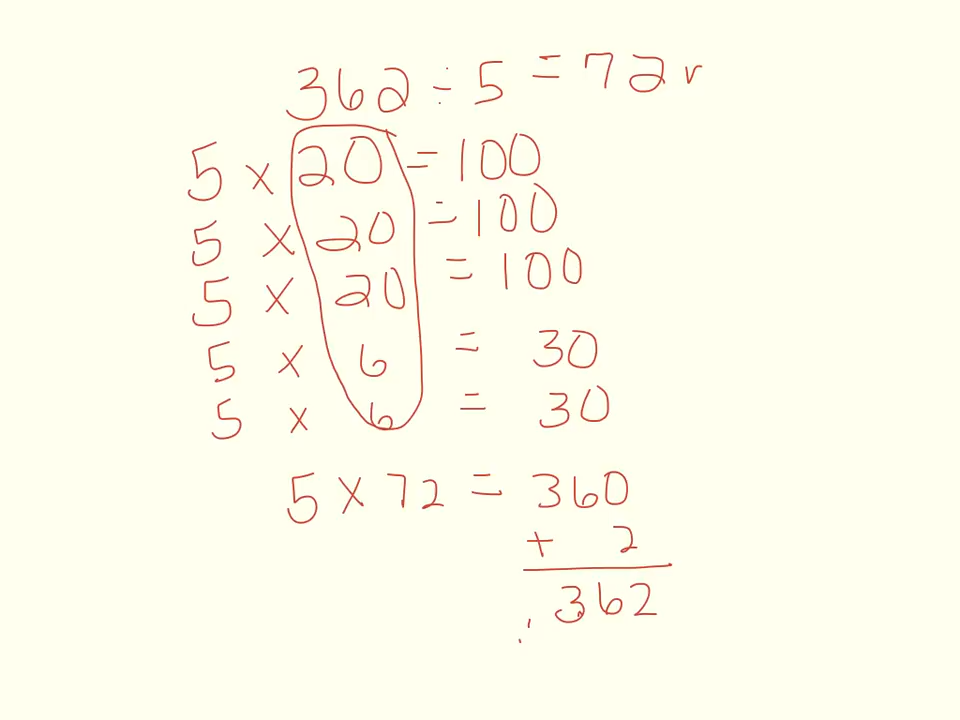 362 ÷ 5 = 72 r
5 × 20 = 100
5 × 20 = 100
5 × 20 = 100
5 × 6 = 30
5 × 6 = 30
5 × 72 = 360
+ 2
362